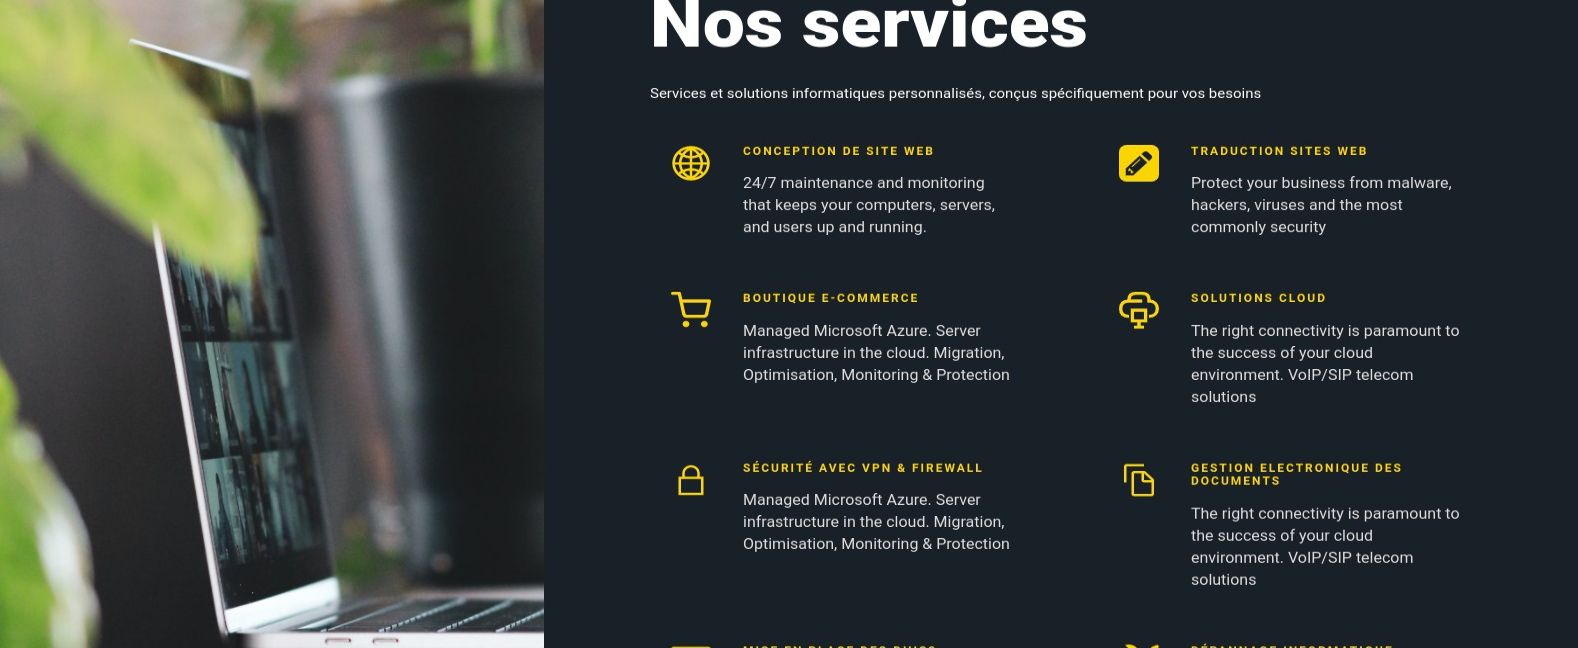 Nos services
Services et solutions informatiques personnalisés, conçus spécifiquement pour vos besoins
CONCEPTION DE SITE WEB
24/7 maintenance and monitoring
that keeps your computers, servers,
and users up and running.
TRADUCTION SITES WEB
Protect your business from malware,
hackers, viruses and the most
commonly security
BOUTIQUE E-COMMERCE
Managed Microsoft Azure. Server
infrastructure in the cloud. Migration,
Optimisation, Monitoring & Protection
SOLUTIONS CLOUD
The right connectivity is paramount to
the success of your cloud
environment. VoIP/SIP telecom
solutions
SÉCURITÉ AVEC VPN & FIREWALL
Managed Microsoft Azure. Server
infrastructure in the cloud. Migration,
Optimisation, Monitoring & Protection
GESTION ELECTRONIQUE DES
DOCUMENTS
The right connectivity is paramount to
the success of your cloud
environment. VoIP/SIP telecom
solutions